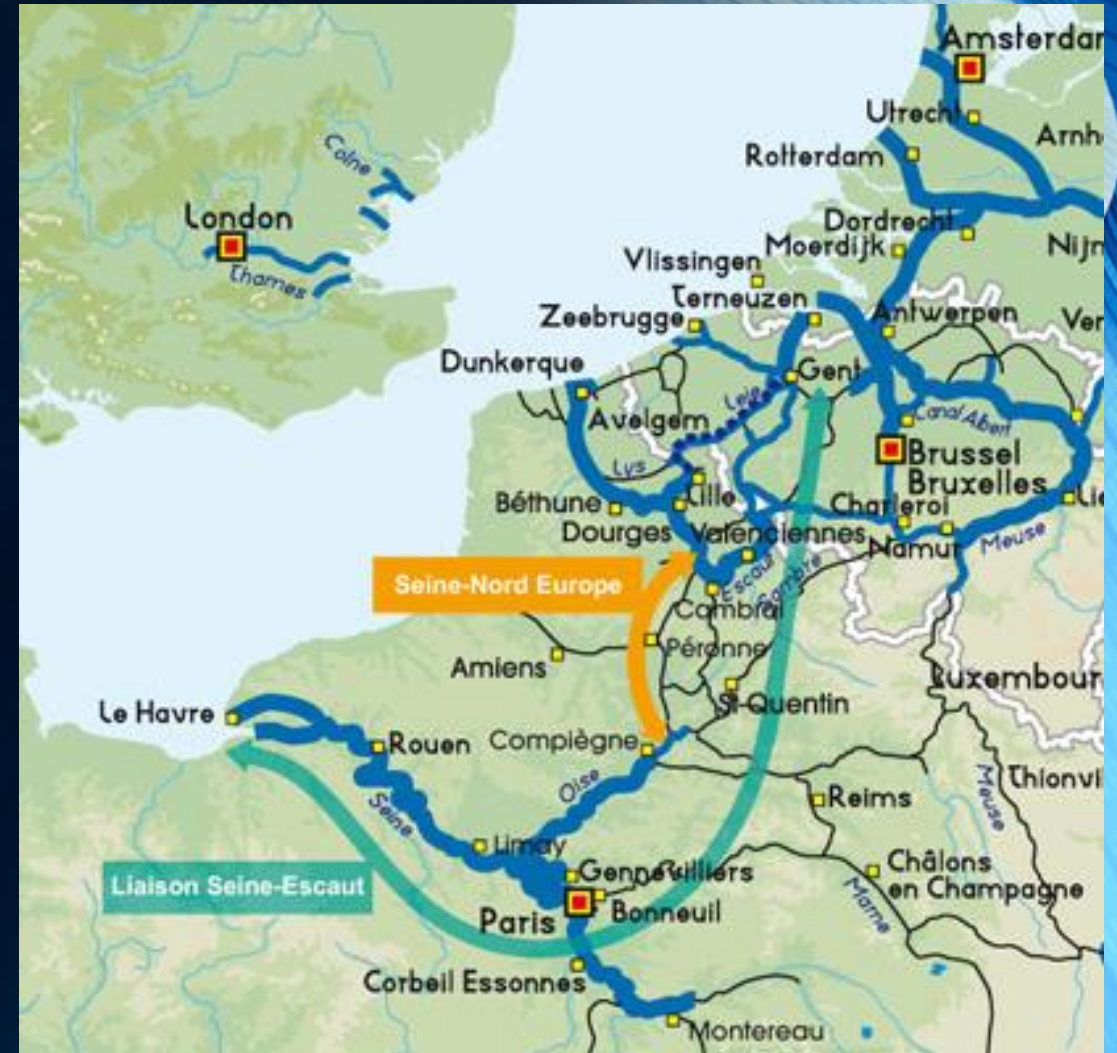 Amsterdar
Utrecht
Arnh
Rotterdam
Colne
London
Thames
Dordrecht
Moerdijk
Nijn
Vlissingen
Terneuzen
Zeebrugge
Antwerpen
Ver
Dunkerque
Gent
Leie
Avelgem
Canal Albert
Brussel
Bruxelles
Lys
Lille
Béthune
Charleroi
Lie
Dourges
Valenciennes
Namur
Meuse
Seine-Nord Europe
Escaut
Sambre
Cambrai
Péronne
Amiens
Luxembour
St-Quentin
Le Havre
Rouen
Compiègne
Oise
Meuse
Thionvi
Reims
Seine
Limay
Gennevilliers
Châlons
en Champagne
Liaison Seine-Escaut
Marne
Paris
Bonneuil
Corbeil Essonnes
Montereau